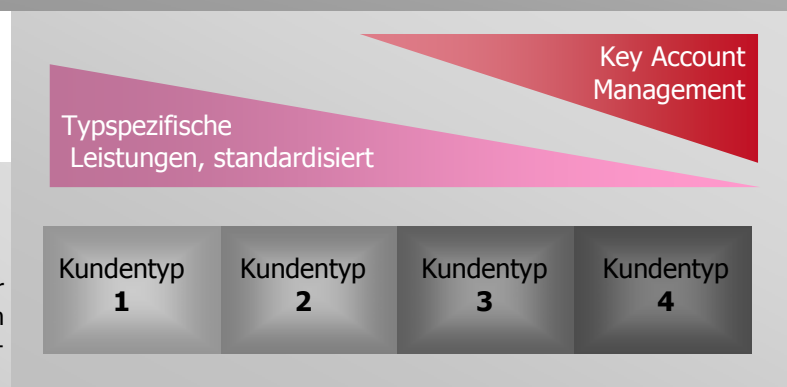 Key Account
Management
Typspezifische
Leistungen, standardisiert
Kundentyp
1
Kundentyp
2
Kundentyp
3
Kundentyp
4